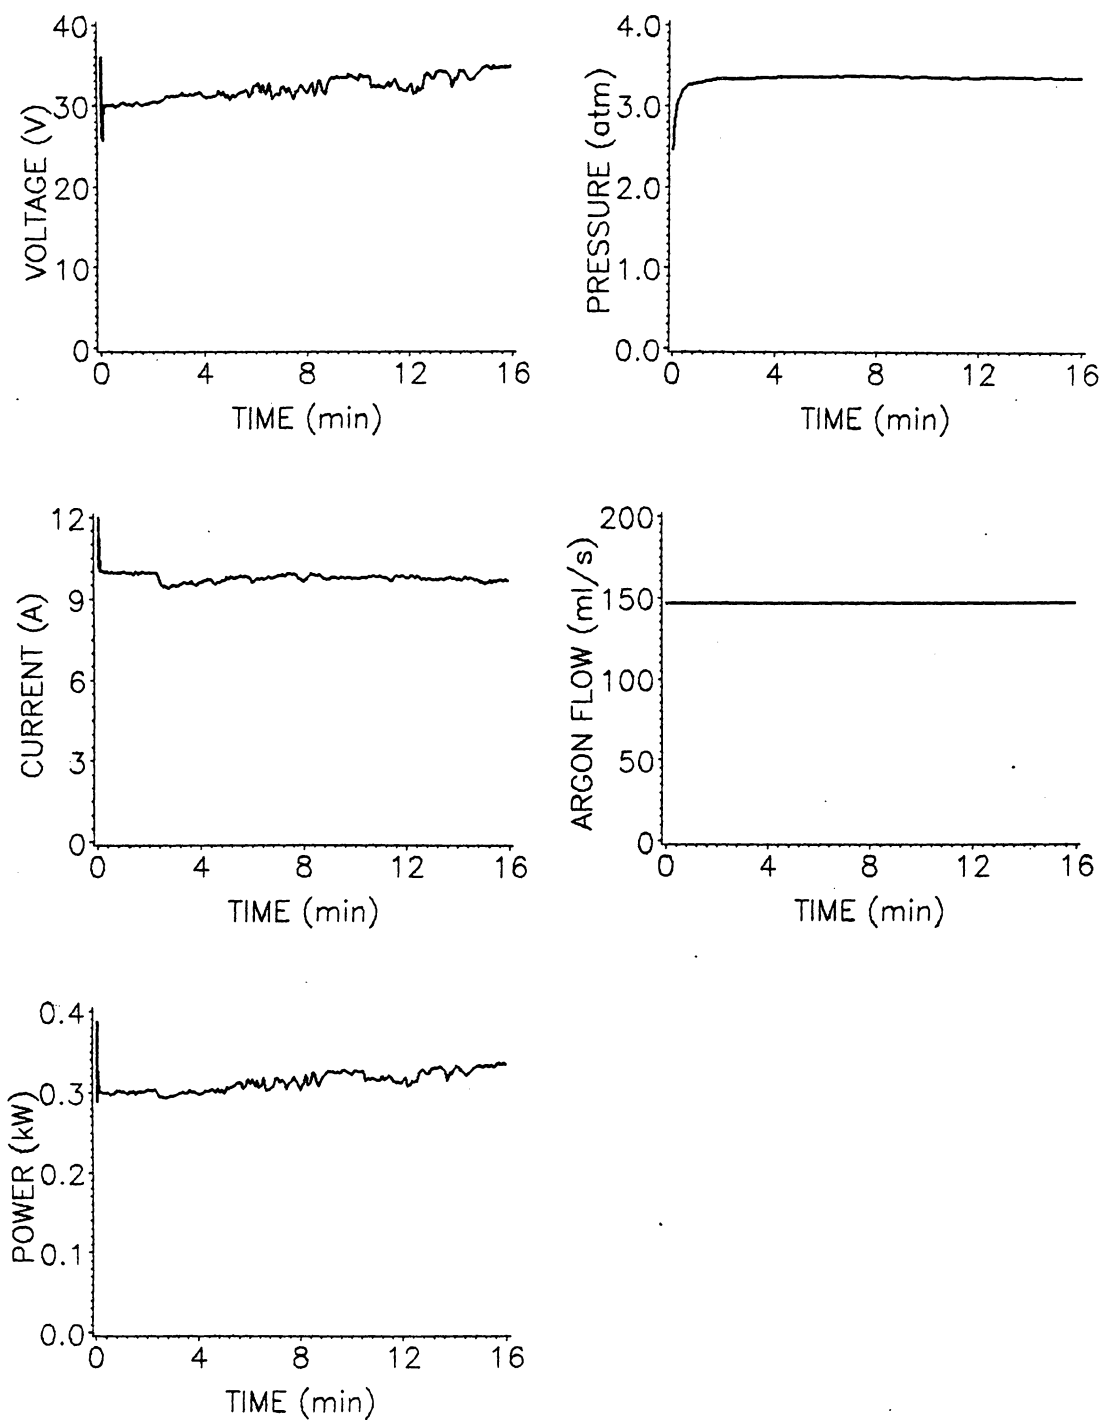 VOLTAGE (V)
40
30
20
10
0
0 4 8 12 16
TIME (min)
PRESSURE (atm)
4.0
3.0
2.0
1.0
0.0
0 4 8 12 16
TIME (min)
CURRENT (A)
12
9
6
3
0
0 4 8 12 16
TIME (min)
ARGON FLOW (ml/s)
200
150
100
50
0
0 4 8 12 16
TIME (min)
POWER (kW)
0.4
0.3
0.2
0.1
0.0
0 4 8 12 16
TIME (min)